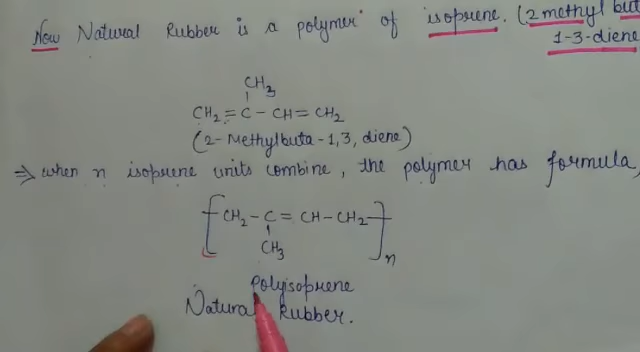 Now Natural Rubber is a polymer of isoprene. (2 methyl but
1-3-diene
CH3
CH2=C-CH=CH2
(2-Methylbuta-1,3, diene)
⇒ when n isoprene units combine, the polymer has formula,
[CH2-C=CH-CH2]n
CH3
Polyisoprene
Natural Rubber.